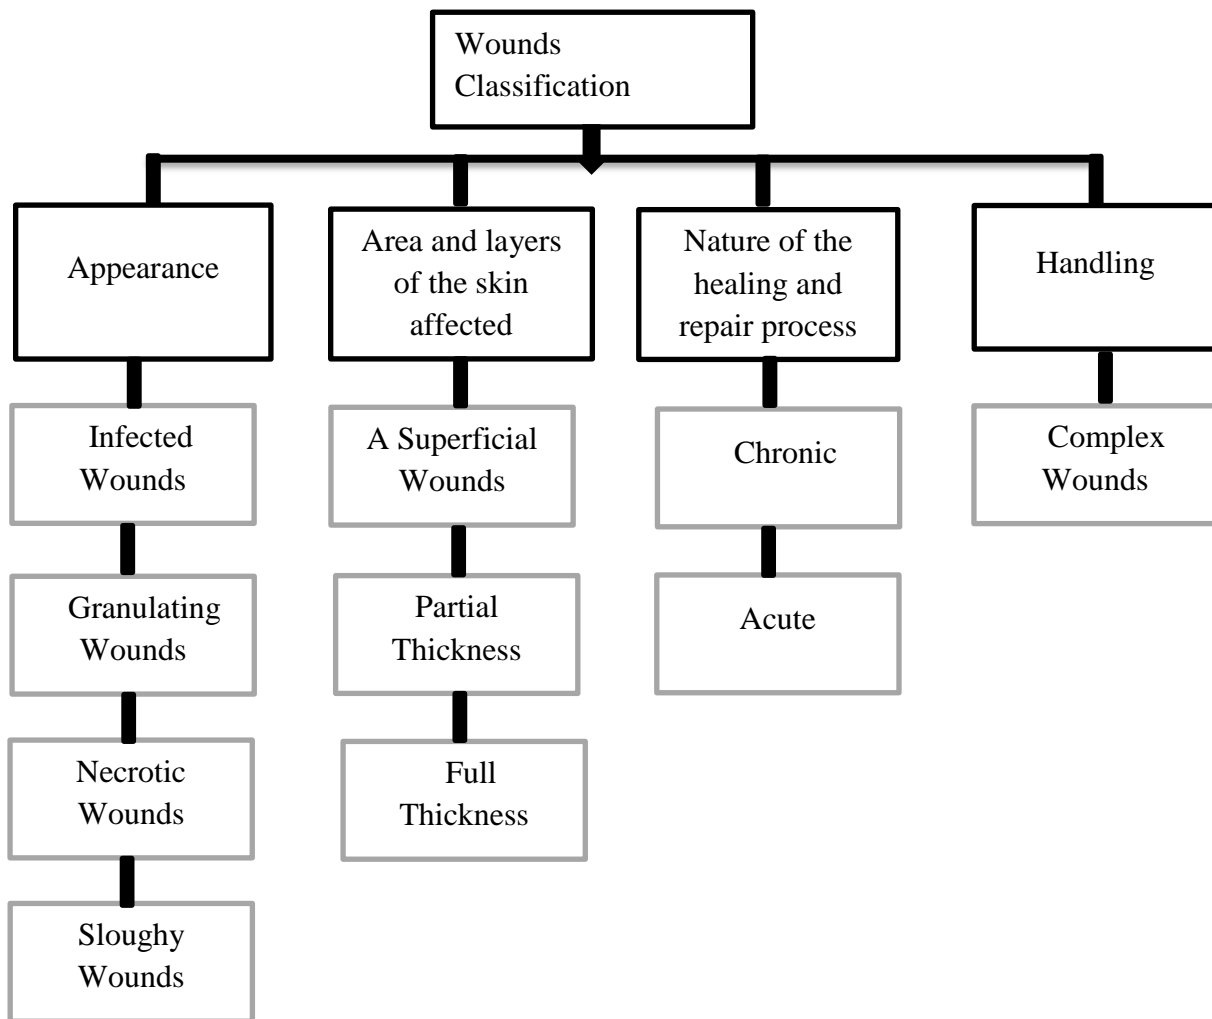 Wounds
Classification
Appearance
Area and layers
of the skin
affected
Nature of the
healing and
repair process
Handling
Infected
Wounds
Granulating
Wounds
Necrotic
Wounds
Sloughy
Wounds
A Superficial
Wounds
Partial
Thickness
Full
Thickness
Chronic
Acute
Complex
Wounds